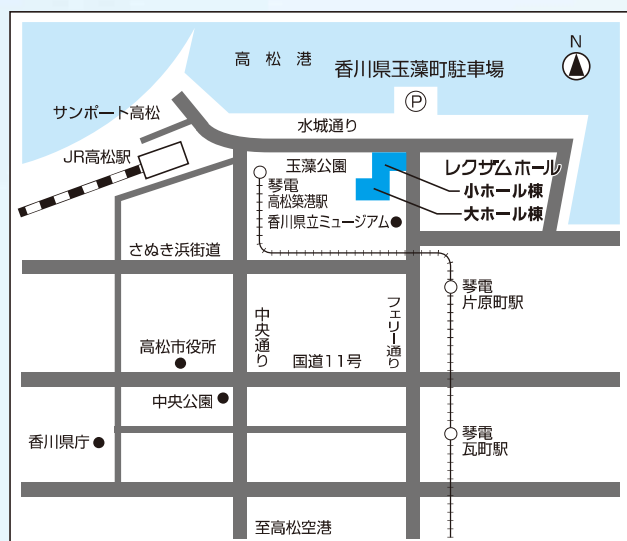 高松港
香川県玉藻町駐車場
N
P
サンポート高松
水城通り
JR高松駅
玉藻公園
レクザムホール
小ホール棟
大ホール棟
琴電
高松築港駅
香川県立ミュージアム
さぬき浜街道
中央通り
フェリー通り
琴電
片原町駅
高松市役所
国道11号
中央公園
香川県庁
琴電
瓦町駅
至高松空港